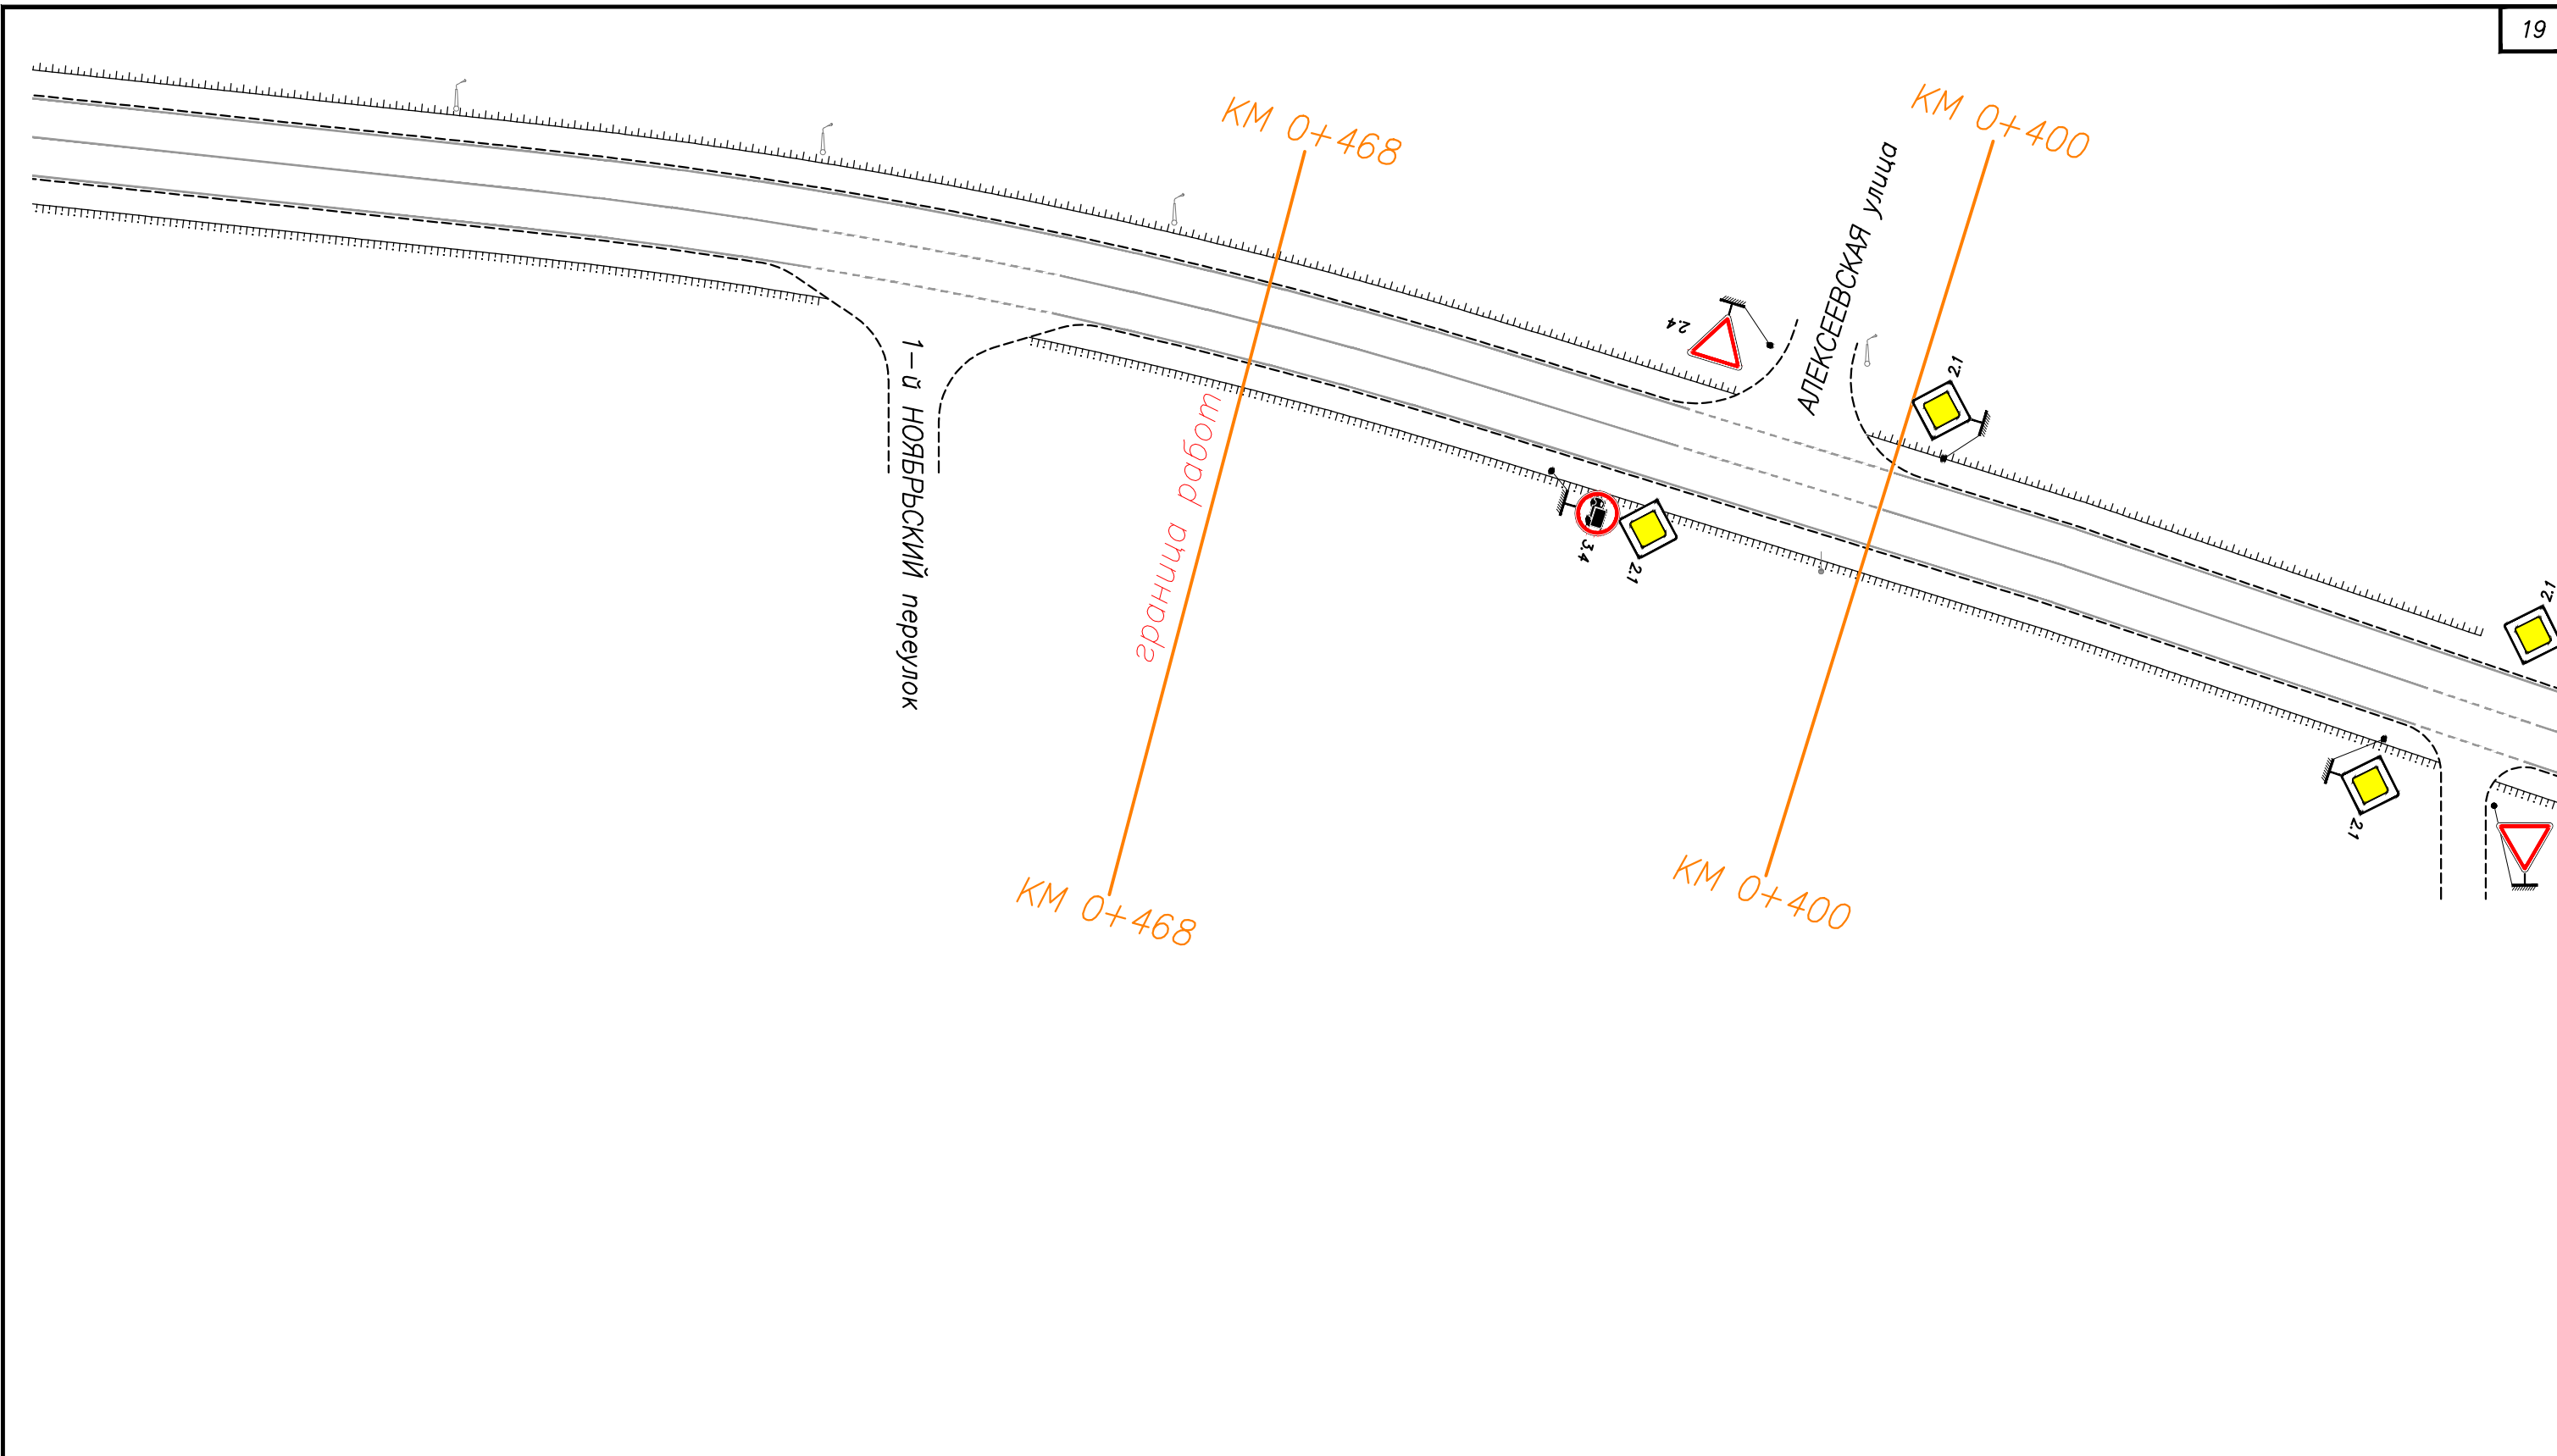 19
КМ 0+468
КМ 0+400
АЛЕКСЕЕВСКАЯ улица
2.4
2.1
1-й НОЯБРЬСКИЙ переулок
граница работ
3.4
2.1
2.1
2.1
КМ 0+468
КМ 0+400